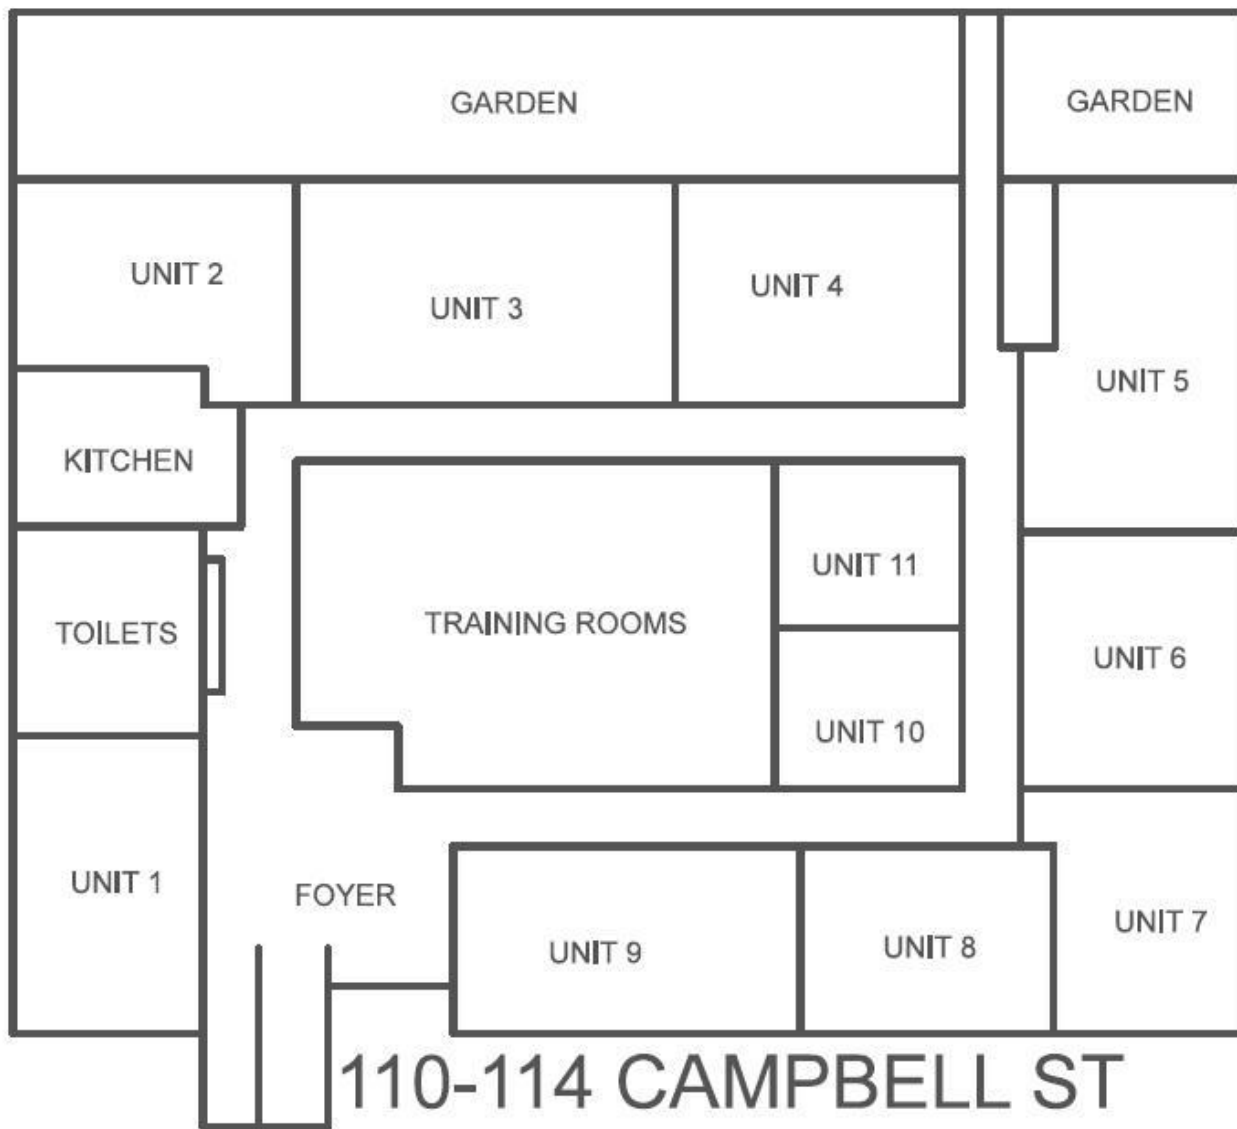 GARDEN
GARDEN
UNIT 2
UNIT 3
UNIT 4
UNIT 5
KITCHEN
UNIT 11
TRAINING ROOMS
TOILETS
UNIT 6
UNIT 10
UNIT 1
FOYER
UNIT 9
UNIT 8
UNIT 7
110-114 CAMPBELL ST